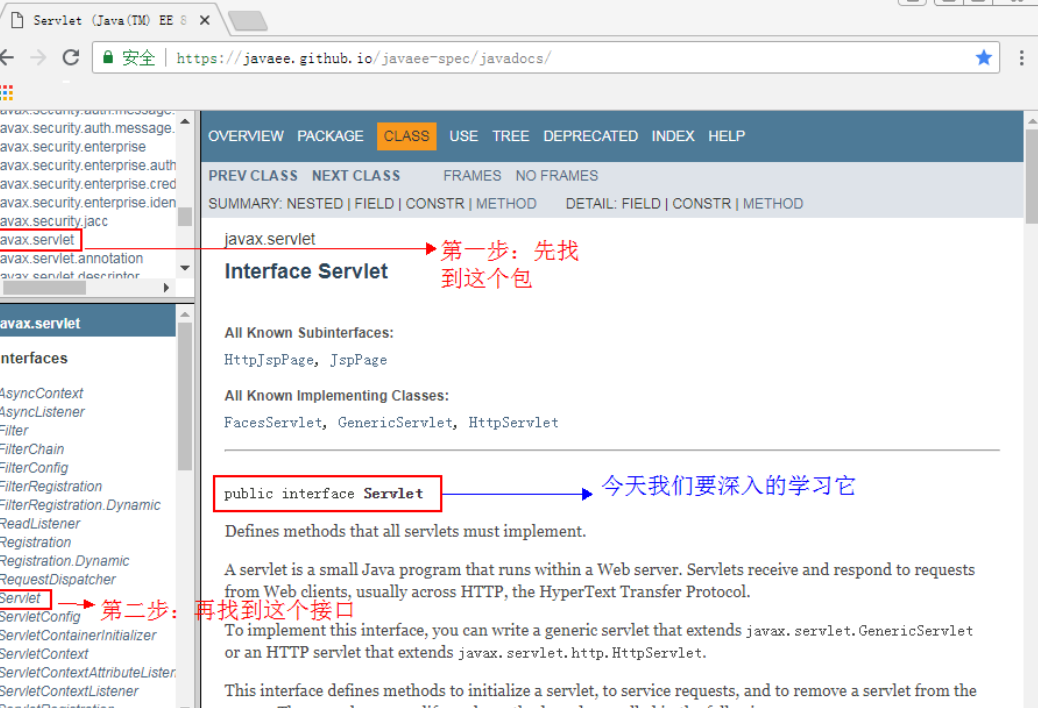 Servlet (Java(TM) EE 8
安全 https://javaee.github.io/javaee-spec/javadocs/
avax.security.auth.message.
avax.security.auth.message.
avax.security.enterprise
avax.security.enterprise.auth
avax.security.enterprise.cred
avax.security.enterprise.iden
avax.security.jacc
avax.servlet
avax.servlet.annotation
avax.servlet.descriptor
avax.servlet
nterfaces
AsyncContext
AsyncListener
Filter
FilterChain
FilterConfig
FilterRegistration
FilterRegistration.Dynamic
ReadListener
Registration
Registration.Dynamic
RequestDispatcher
Servlet
ServletConfig
ServletContainerInitializer
ServletContext
ServletContextAttributeListen
ServletContextListener
ServletRegistration
第二步：再找到这个接口
OVERVIEW PACKAGE CLASS USE TREE DEPRECATED INDEX HELP
PREV CLASS NEXT CLASS FRAMES NO FRAMES
SUMMARY: NESTED | FIELD | CONSTR | METHOD DETAIL: FIELD | CONSTR | METHOD
javax.servlet
第一步：先找
到这个包
Interface Servlet
All Known Subinterfaces:
HttpJspPage, JspPage
All Known Implementing Classes:
FacesServlet, GenericServlet, HttpServlet
public interface Servlet
今天我们要深入的学习它
Defines methods that all servlets must implement.
A servlet is a small Java program that runs within a Web server. Servlets receive and respond to requests
from Web clients, usually across HTTP, the HyperText Transfer Protocol.
To implement this interface, you can write a generic servlet that extends javax.servlet.GenericServlet
or an HTTP servlet that extends javax.servlet.http.HttpServlet.
This interface defines methods to initialize a servlet, to service requests, and to remove a servlet from the